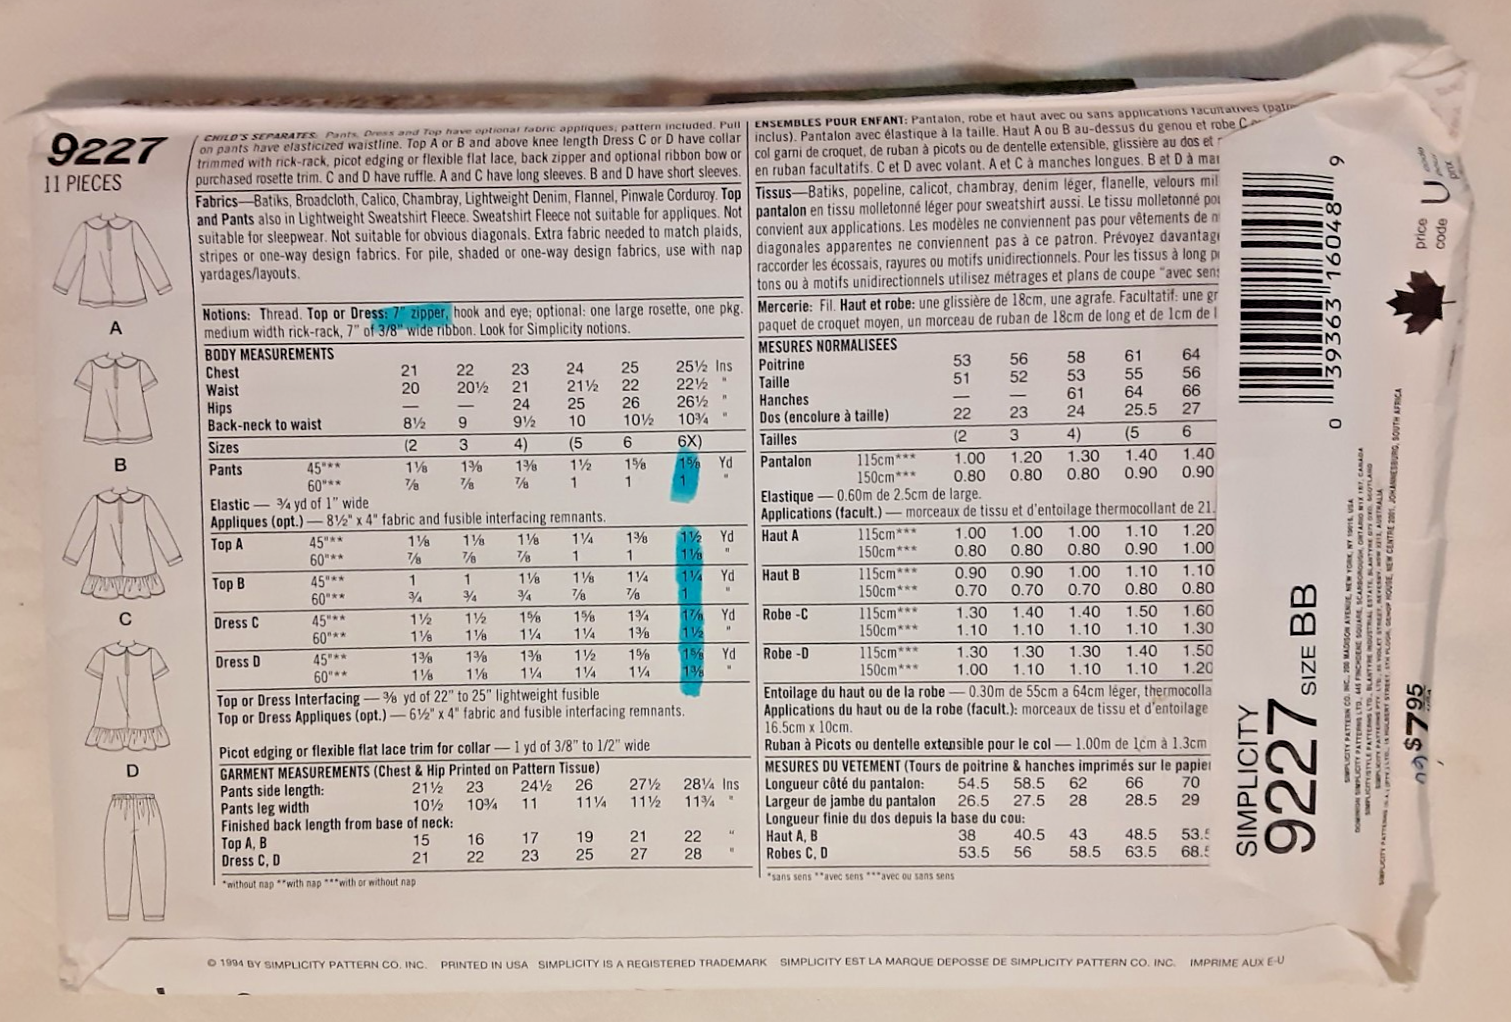 9227
11 PIECES
A
B
C
D
CHILD'S SEPARATES: Pants, Dress and Top have optional fabric appliques; pattern included. Pull
on pants have elasticized waistline. Top A or B and above knee length Dress C or D have collar
trimmed with rick-rack, picot edging or flexible flat lace, back zipper and optional ribbon bow or
purchased rosette trim. C and D have ruffle. A and C have long sleeves. B and D have short sleeves.
Fabrics—Batiks, Broadcloth, Calico, Chambray, Lightweight Denim, Flannel, Pinwale Corduroy. Top
and Pants also in Lightweight Sweatshirt Fleece. Sweatshirt Fleece not suitable for appliques. Not
suitable for sleepwear. Not suitable for obvious diagonals. Extra fabric needed to match plaids,
stripes or one-way design fabrics. For pile, shaded or one-way design fabrics, use with nap
yardages/layouts.
Notions: Thread. Top or Dress: 7" zipper, hook and eye; optional: one large rosette, one pkg.
medium width rick-rack, 7" of 3/8" wide ribbon. Look for Simplicity notions.
BODY MEASUREMENTS
Chest 21 22 23 24 25 25½ Ins
Waist 20 20½ 21 21½ 22 22½ "
Hips — — 24 25 26 26½ "
Back-neck to waist 8½ 9 9½ 10 10½ 10¾ "
Sizes (2 3 4) (5 6 6X)
Pants 45"** 1⅛ 1⅜ 1⅜ 1½ 1⅝ 1⅝ Yd
60"** ⅞ ⅞ ⅞ 1 1 1 "
Elastic — ¾ yd of 1" wide
Appliques (opt.) — 8½" x 4" fabric and fusible interfacing remnants.
Top A 45"** 1⅛ 1⅛ 1⅛ 1¼ 1⅜ 1½ Yd
60"** ⅞ ⅞ ⅞ 1 1 1⅛ "
Top B 45"** 1 1 1⅛ 1⅛ 1¼ 1¼ Yd
60"** ¾ ¾ ¾ ⅞ ⅞ 1 "
Dress C 45"** 1½ 1½ 1⅝ 1⅝ 1¾ 1⅞ Yd
60"** 1⅛ 1⅛ 1¼ 1¼ 1⅜ 1½ "
Dress D 45"** 1⅜ 1⅜ 1⅜ 1½ 1⅝ 1⅝ Yd
60"** 1⅛ 1⅛ 1¼ 1¼ 1¼ 1⅜ "
Top or Dress Interfacing — ⅜ yd of 22" to 25" lightweight fusible
Top or Dress Appliques (opt.) — 6½" x 4" fabric and fusible interfacing remnants.
Picot edging or flexible flat lace trim for collar — 1 yd of 3/8" to 1/2" wide
GARMENT MEASUREMENTS (Chest & Hip Printed on Pattern Tissue)
Pants side length: 21½ 23 24½ 26 27½ 28¼ Ins
Pants leg width 10½ 10¾ 11 11¼ 11½ 11¾ "
Finished back length from base of neck:
Top A, B 15 16 17 19 21 22 "
Dress C, D 21 22 23 25 27 28 "
*without nap **with nap ***with or without nap
ENSEMBLES POUR ENFANT: Pantalon, robe et haut avec ou sans applications facultatives
inclus). Pantalon avec élastique à la taille. Haut A ou B au-dessus du genou et robe C
col garni de croquet, de ruban à picots ou de dentelle extensible, glissière au dos et
en ruban facultatifs. C et D avec volant. A et C à manches longues. B et D à
Tissus—Batiks, popeline, calicot, chambray, denim léger, flanelle, velours mil
pantalon en tissu molletonné léger pour sweatshirt aussi. Le tissu molletonné
convient aux applications. Les modèles ne conviennent pas pour vêtements de
diagonales apparentes ne conviennent pas à ce patron. Prévoyez davantag
raccorder les écossais, rayures ou motifs unidirectionnels. Pour les tissus à long
tons ou à motifs unidirectionnels utilisez métrages et plans de coupe "avec sens
Mercerie: Fil. Haut et robe: une glissière de 18cm, une agrafe. Facultatif: une gr
paquet de croquet moyen, un morceau de ruban de 18cm de long et de 1cm de l
MESURES NORMALISEES
Poitrine 53 56 58 61 64
Taille 51 52 53 55 56
Hanches — — 61 64 66
Dos (encolure à taille) 22 23 24 25.5 27
Tailles (2 3 4) (5 6
Pantalon 115cm*** 1.00 1.20 1.30 1.40 1.40
150cm*** 0.80 0.80 0.80 0.90 0.90
Elastique — 0.60m de 2.5cm de large.
Applications (facult.) — morceaux de tissu et d'entoilage thermocollant de 21.
Haut A 115cm*** 1.00 1.00 1.00 1.10 1.20
150cm*** 0.80 0.80 0.80 0.90 1.00
Haut B 115cm*** 0.90 0.90 1.00 1.10 1.10
150cm*** 0.70 0.70 0.70 0.80 0.80
Robe -C 115cm*** 1.30 1.40 1.40 1.50 1.60
150cm*** 1.10 1.10 1.10 1.10 1.30
Robe -D 115cm*** 1.30 1.30 1.30 1.40 1.50
150cm*** 1.00 1.10 1.10 1.10 1.20
Entoilage du haut ou de la robe — 0.30m de 55cm a 64cm léger, thermocolla
Applications du haut ou de la robe (facult.): morceaux de tissu et d'entoilage
16.5cm x 10cm.
Ruban à Picots ou dentelle extensible pour le col — 1.00m de 1cm à 1.3cm
MESURES DU VETEMENT (Tours de poitrine & hanches imprimés sur le papier
Longueur côté du pantalon: 54.5 58.5 62 66 70
Largeur de jambe du pantalon 26.5 27.5 28 28.5 29
Longueur finie du dos depuis la base du cou:
Haut A, B 38 40.5 43 48.5 53.5
Robes C, D 53.5 56 58.5 63.5 68.5
*sans sens **avec sens ***avec ou sans sens
0 39363 16048 9
SIMPLICITY
9227 SIZE BB
price
code
U
$7.95
© 1994 BY SIMPLICITY PATTERN CO. INC. PRINTED IN USA SIMPLICITY IS A REGISTERED TRADEMARK SIMPLICITY EST LA MARQUE DEPOSSE DE SIMPLICITY PATTERN CO. INC. IMPRIME AUX E-U